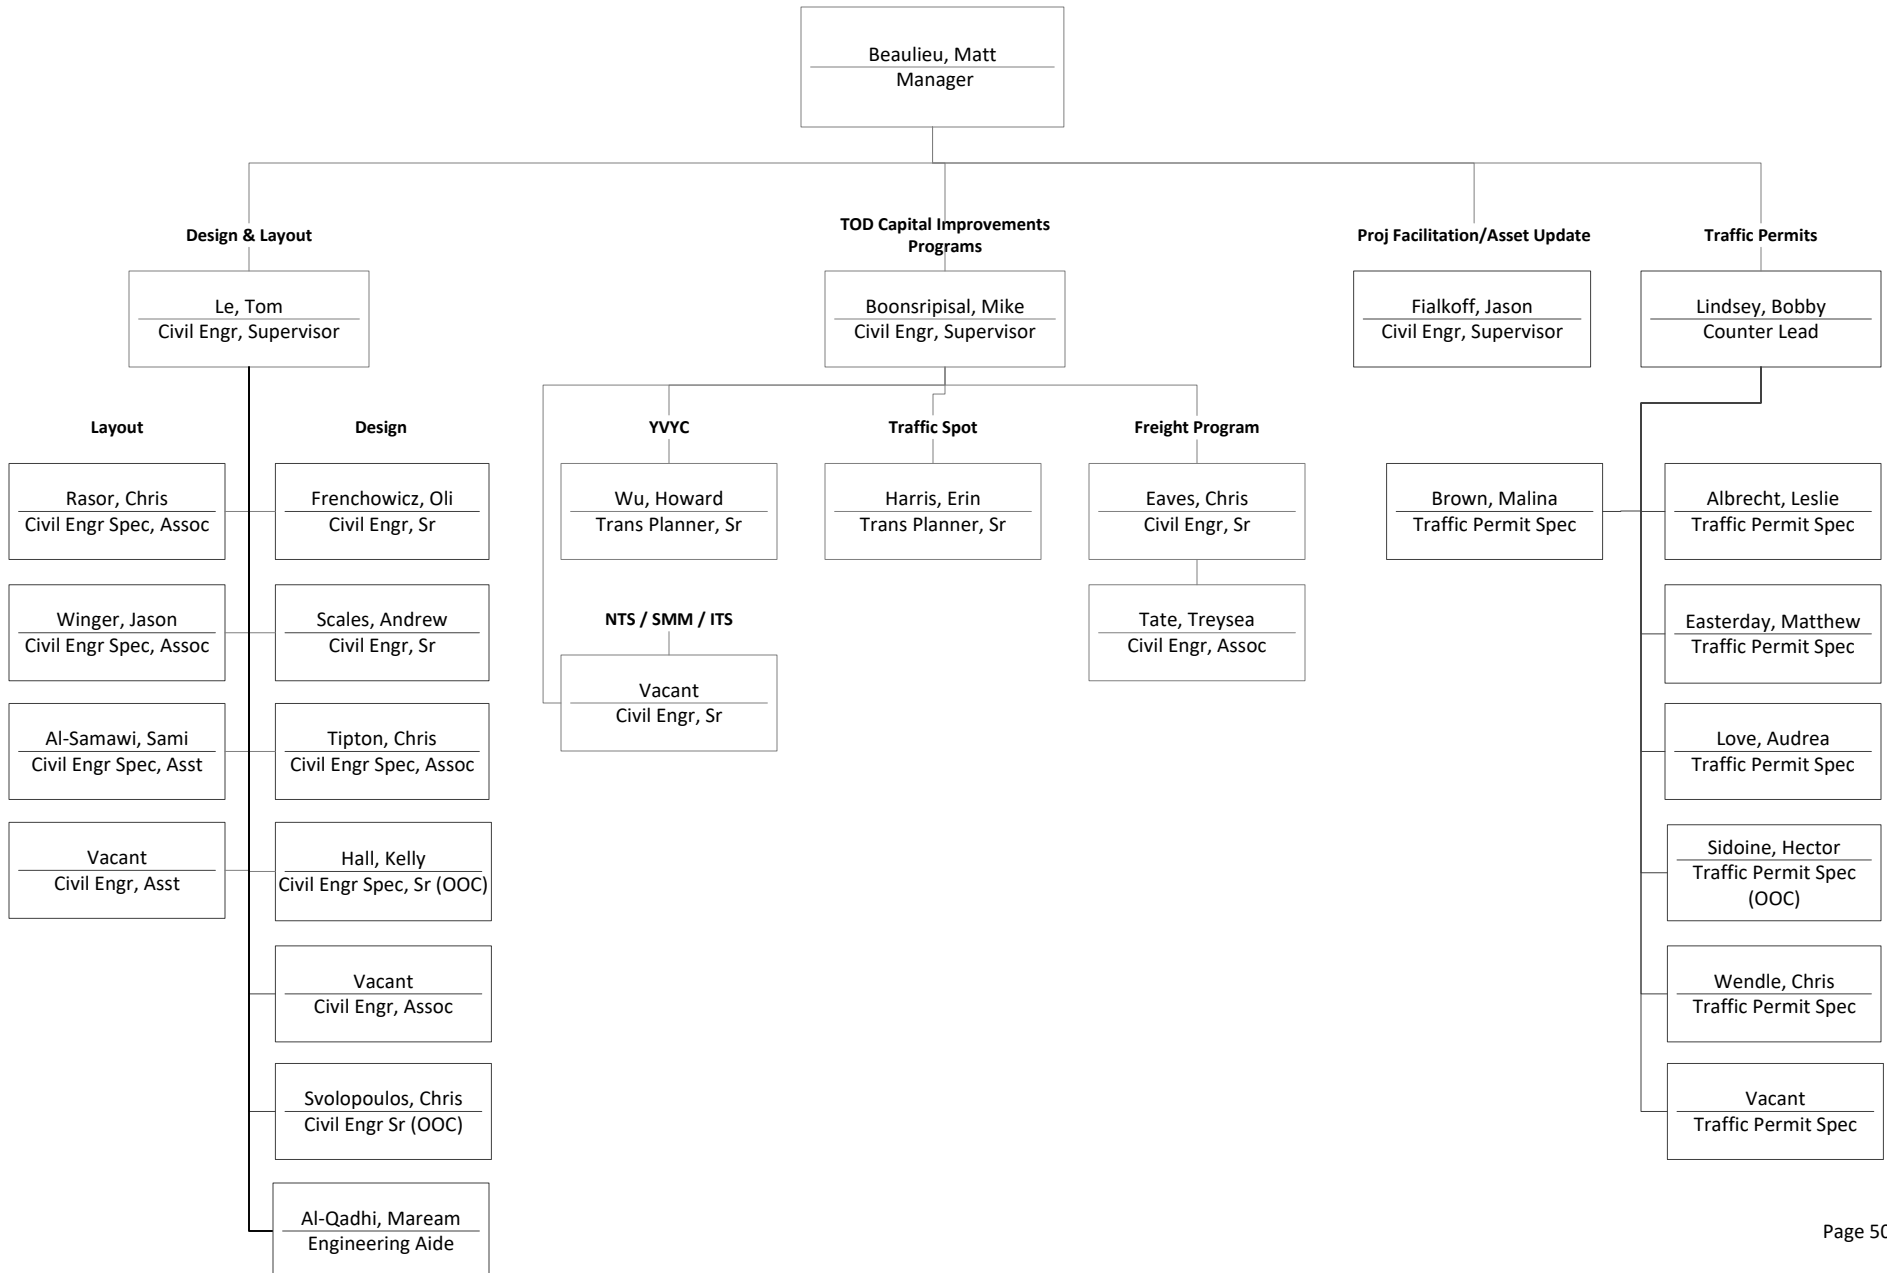 Beaulieu, Matt
Manager
Design & Layout
TOD Capital Improvements
Programs
Proj Facilitation/Asset Update
Traffic Permits
Le, Tom
Civil Engr, Supervisor
Boonsripisal, Mike
Civil Engr, Supervisor
Fialkoff, Jason
Civil Engr, Supervisor
Lindsey, Bobby
Counter Lead
Layout
Design
YVYC
Traffic Spot
Freight Program
Rasor, Chris
Civil Engr Spec, Assoc
Frenchowicz, Oli
Civil Engr, Sr
Wu, Howard
Trans Planner, Sr
Harris, Erin
Trans Planner, Sr
Eaves, Chris
Civil Engr, Sr
Brown, Malina
Traffic Permit Spec
Albrecht, Leslie
Traffic Permit Spec
Winger, Jason
Civil Engr Spec, Assoc
Scales, Andrew
Civil Engr, Sr
NTS / SMM / ITS
Tate, Treysea
Civil Engr, Assoc
Easterday, Matthew
Traffic Permit Spec
Vacant
Civil Engr, Sr
Al-Samawi, Sami
Civil Engr Spec, Asst
Tipton, Chris
Civil Engr Spec, Assoc
Love, Audrea
Traffic Permit Spec
Vacant
Civil Engr, Asst
Hall, Kelly
Civil Engr Spec, Sr (OOC)
Sidoine, Hector
Traffic Permit Spec
(OOC)
Vacant
Civil Engr, Assoc
Wendle, Chris
Traffic Permit Spec
Svolopoulos, Chris
Civil Engr Sr (OOC)
Vacant
Traffic Permit Spec
Al-Qadhi, Maream
Engineering Aide
Page 50